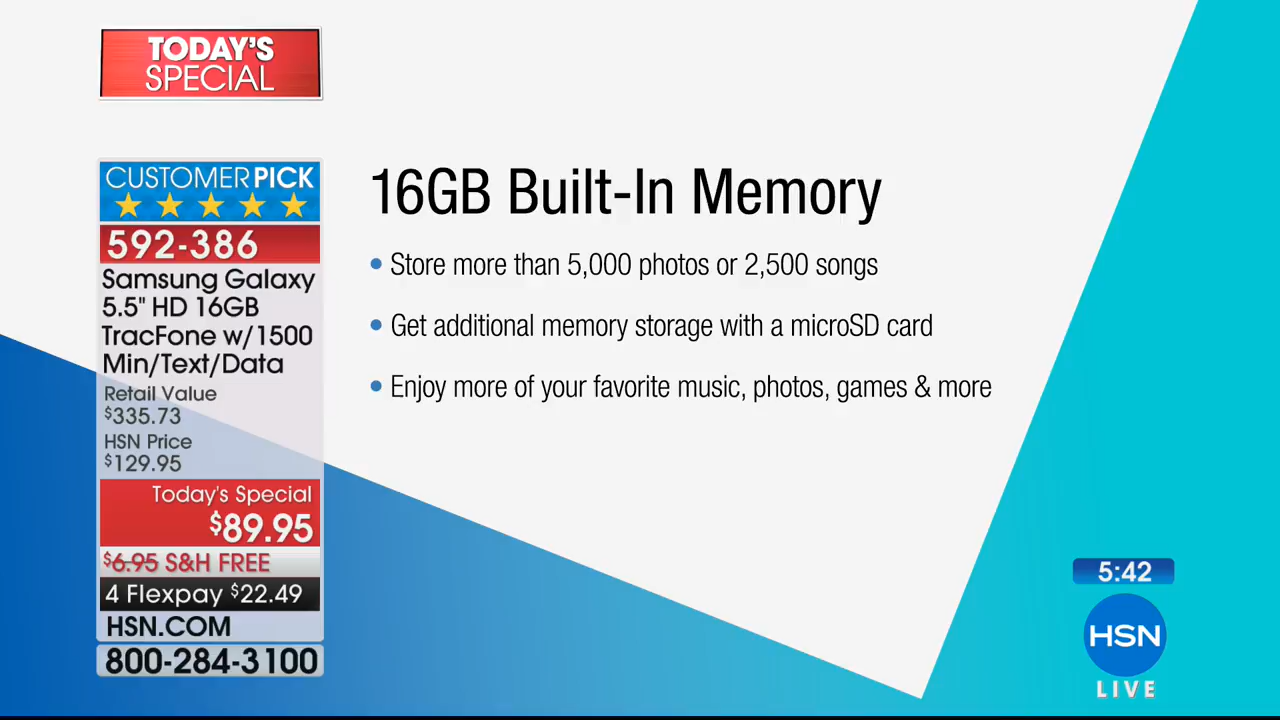 TODAY'S
SPECIAL
CUSTOMER PICK
592-386
Samsung Galaxy
5.5" HD 16GB
TracFone w/1500
Min/Text/Data
Retail Value
$335.73
HSN Price
$129.95
Today's Special
$89.95
$6.95 S&H FREE
4 Flexpay $22.49
HSN.COM
800-284-3100
16GB Built-In Memory
• Store more than 5,000 photos or 2,500 songs
• Get additional memory storage with a microSD card
• Enjoy more of your favorite music, photos, games & more
5:42
HSN
LIVE